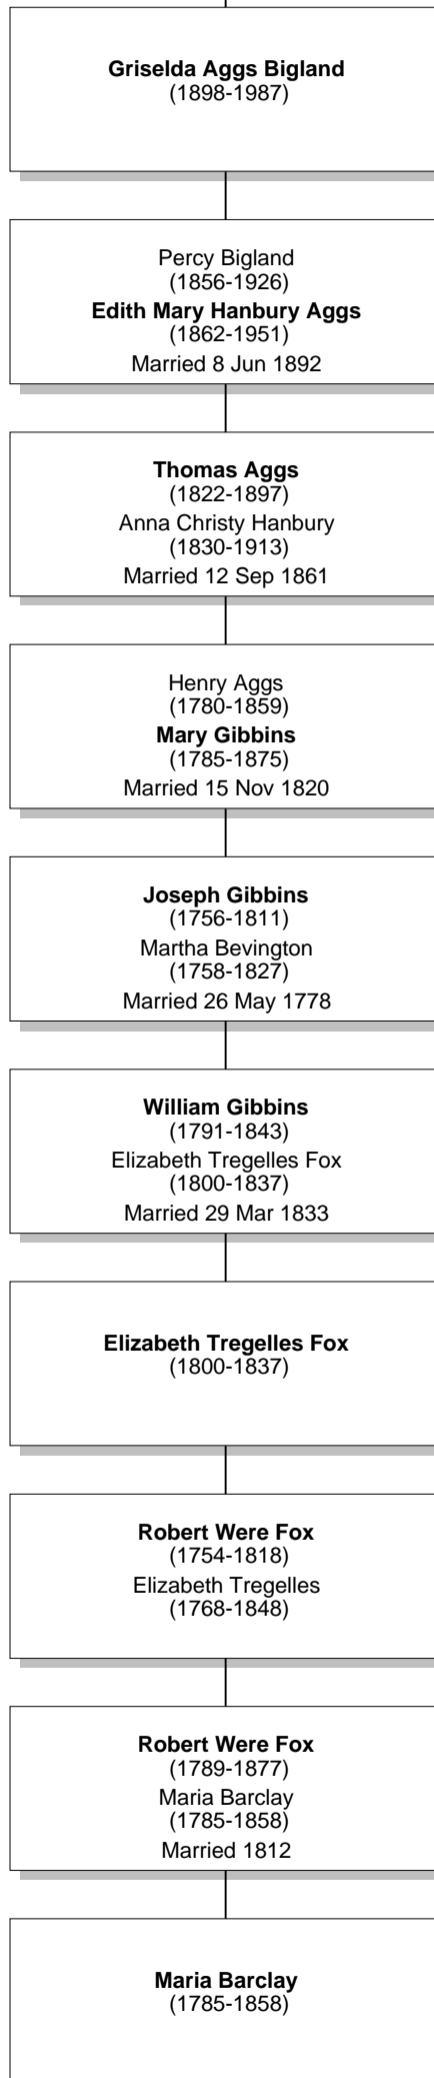 Griselda Aggs Bigland
(1898-1987)
Percy Bigland
(1856-1926)
Edith Mary Hanbury Aggs
(1862-1951)
Married 8 Jun 1892
Thomas Aggs
(1822-1897)
Anna Christy Hanbury
(1830-1913)
Married 12 Sep 1861
Henry Aggs
(1780-1859)
Mary Gibbins
(1785-1875)
Married 15 Nov 1820
Joseph Gibbins
(1756-1811)
Martha Bevington
(1758-1827)
Married 26 May 1778
William Gibbins
(1791-1843)
Elizabeth Tregelles Fox
(1800-1837)
Married 29 Mar 1833
Elizabeth Tregelles Fox
(1800-1837)
Robert Were Fox
(1754-1818)
Elizabeth Tregelles
(1768-1848)
Robert Were Fox
(1789-1877)
Maria Barclay
(1785-1858)
Married 1812
Maria Barclay
(1785-1858)